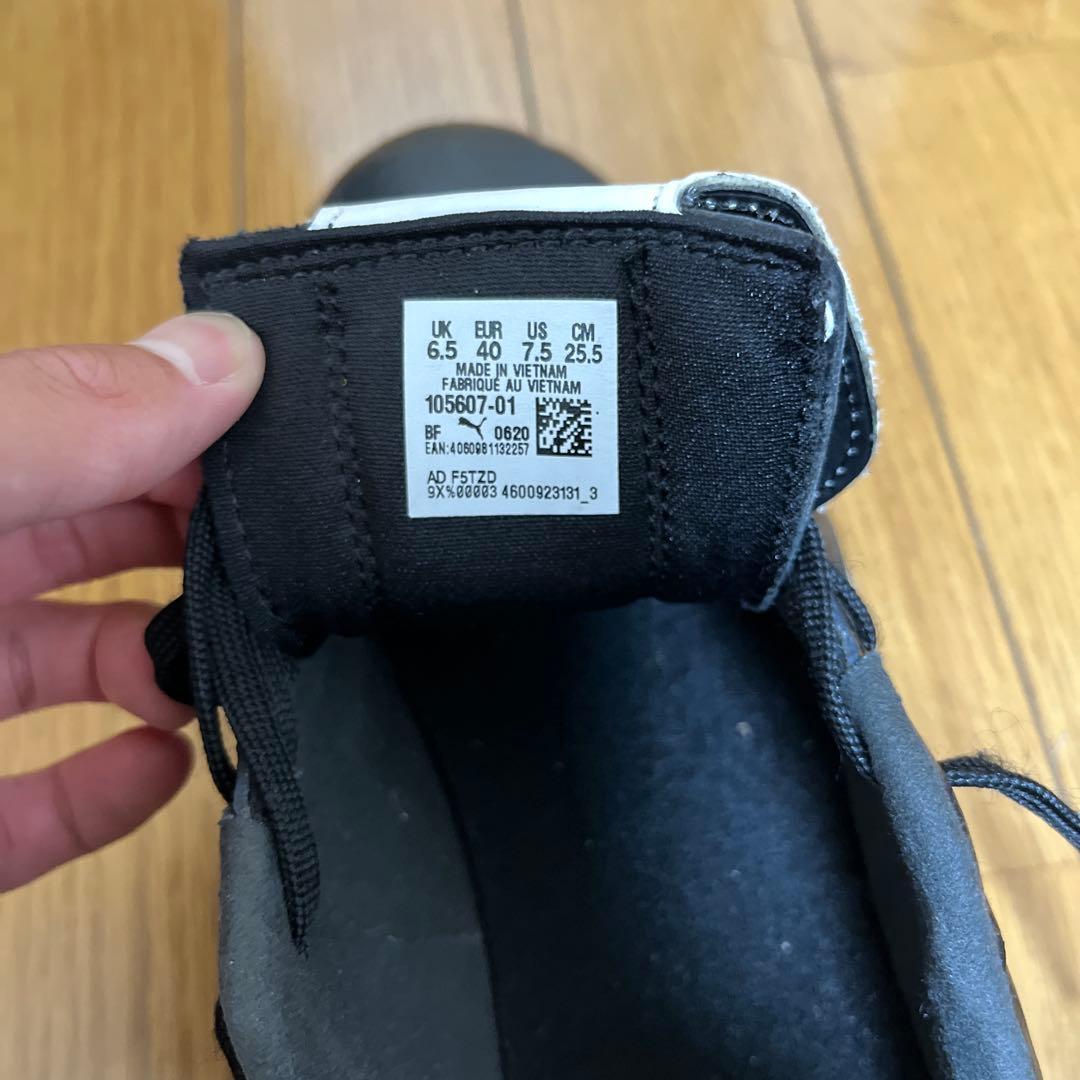 UK EUR US CM
6.5 40 7.5 25.5
MADE IN VIETNAM
FABRIQUÉ AU VIETNAM
105607-01
BF 0620
EAN:4060981132257
AD F5TZD
9X%00003 4600923131_3